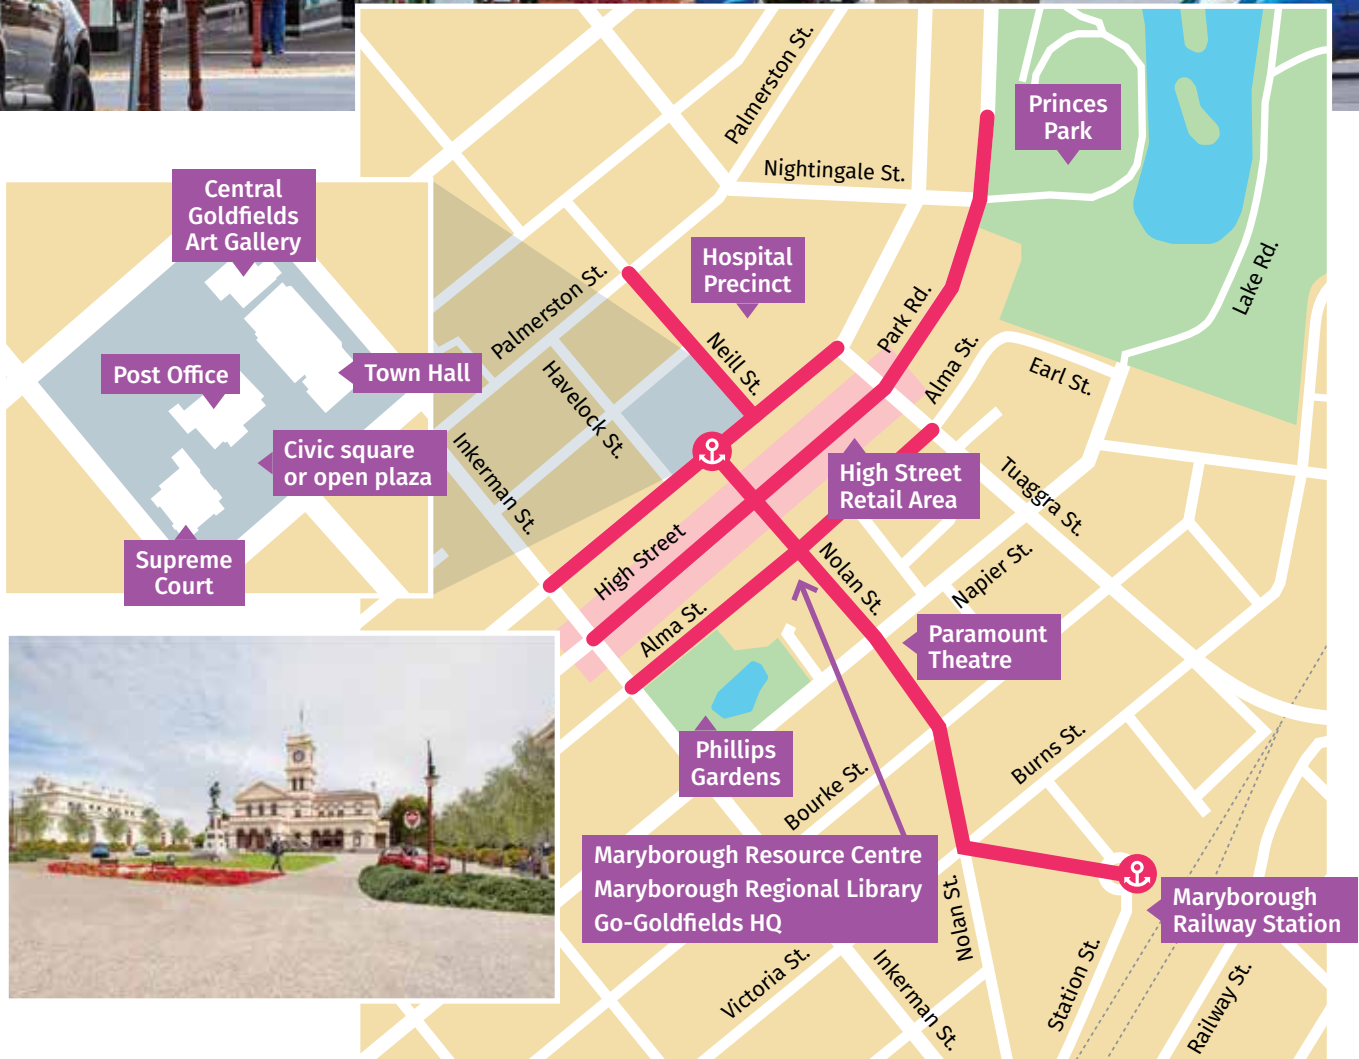 Palmerston St.
Princes
Park
Nightingale St.
Central
Goldfields
Art Gallery
Hospital
Precinct
Lake Rd.
Palmerston St.
Park Rd.
Neill St.
Alma St.
Earl St.
Post Office
Town Hall
Havelock St.
Civic square
or open plaza
Inkerman St.
High Street
Retail Area
Tuaggra St.
Supreme
Court
High Street
Nolan St.
Napier St.
Alma St.
Paramount
Theatre
Phillips
Gardens
Burns St.
Bourke St.
Maryborough Resource Centre
Maryborough Regional Library
Go-Goldfields HQ
Nolan St.
Maryborough
Railway Station
Victoria St.
Inkerman St.
Station St.
Railway St.